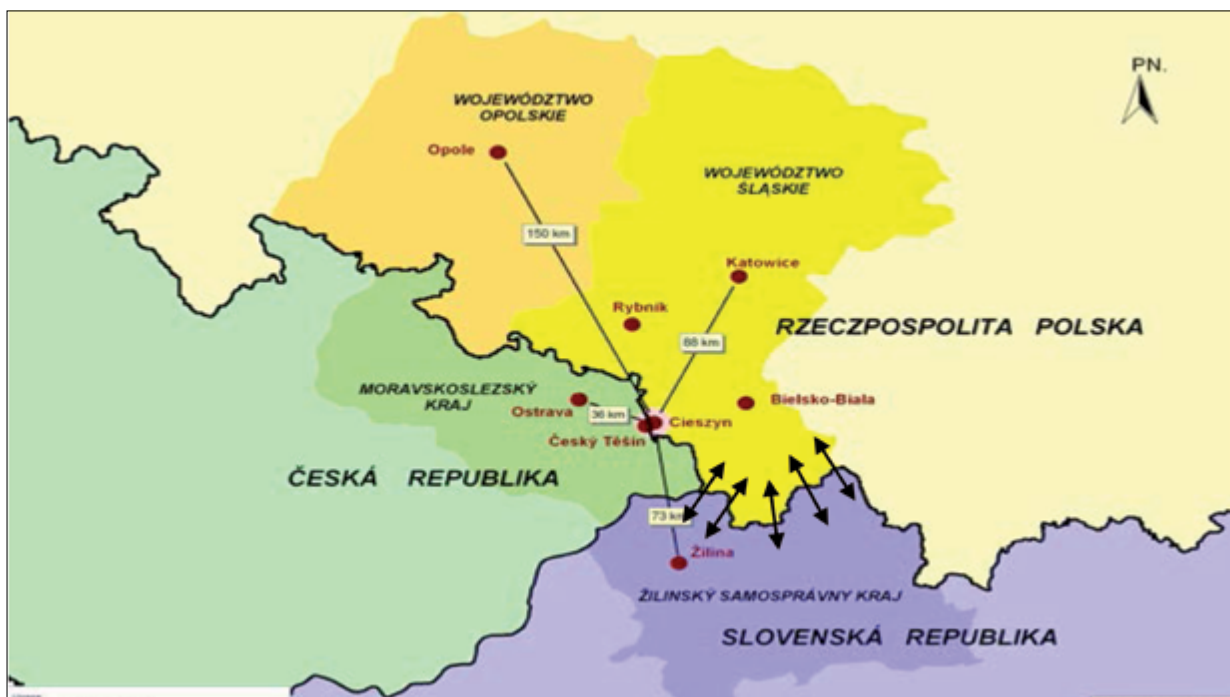 PN.
WOJEWÓDZTWO
OPOLSKIE
Opole
WOJEWÓDZTWO
ŚLĄSKIE
150 km
Katowice
Rybnik
RZECZPOSPOLITA POLSKA
88 km
MORAVSKOSLEZSKÝ
KRAJ
Ostrava
36 km
Cieszyn
Bielsko-Biala
Český Těšín
ČESKÁ REPUBLIKA
73 km
Žilina
ŽILINSKÝ SAMOSPRÁVNY KRAJ
SLOVENSKÁ REPUBLIKA